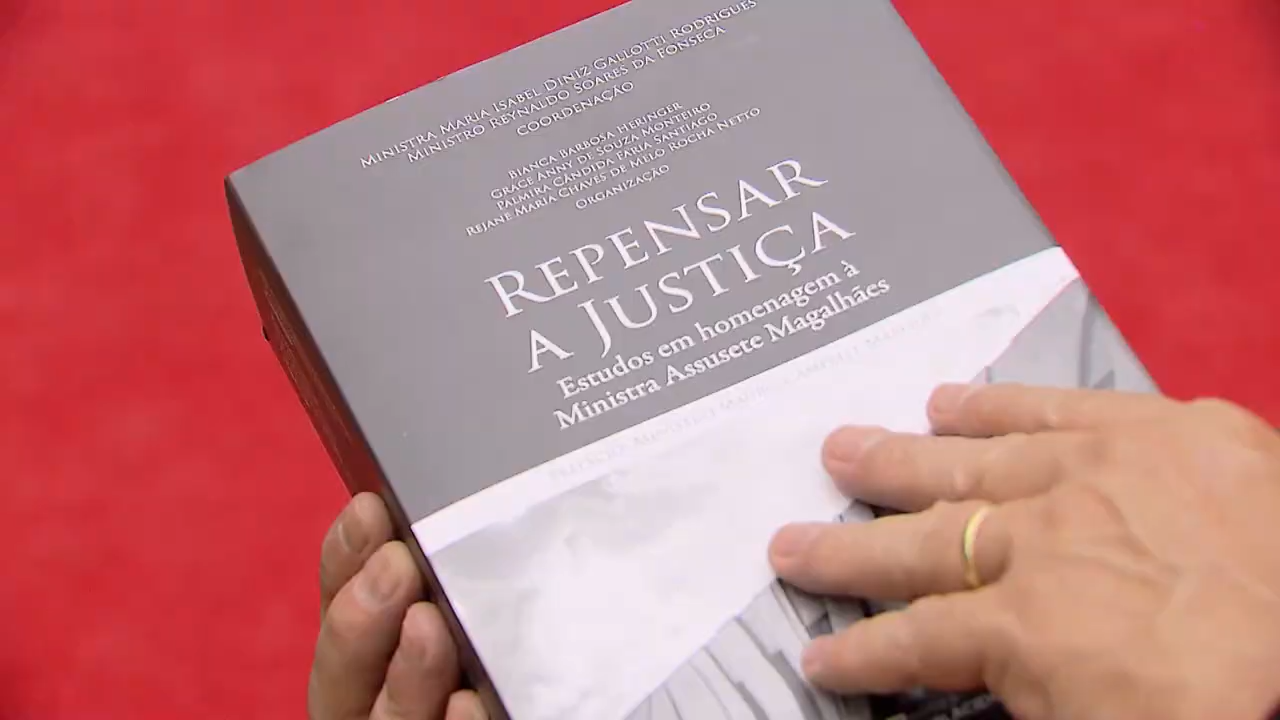 MINISTRA MARIA ISABEL DINIZ GALLOTTI RODRIGUES
MINISTRO REYNALDO SOARES DA FONSECA
COORDENAÇÃO
BIANCA BARBOSA HERINGER
GRACE ANNY DE SOUZA MONTEIRO
PALMIRA CÂNDIDA FARIA SANTIAGO
REJANE MARIA CHAVES DE MELO ROCHA NETTO
ORGANIZAÇÃO
REPENSAR
A JUSTIÇA
Estudos em homenagem à
Ministra Assusete Magalhães